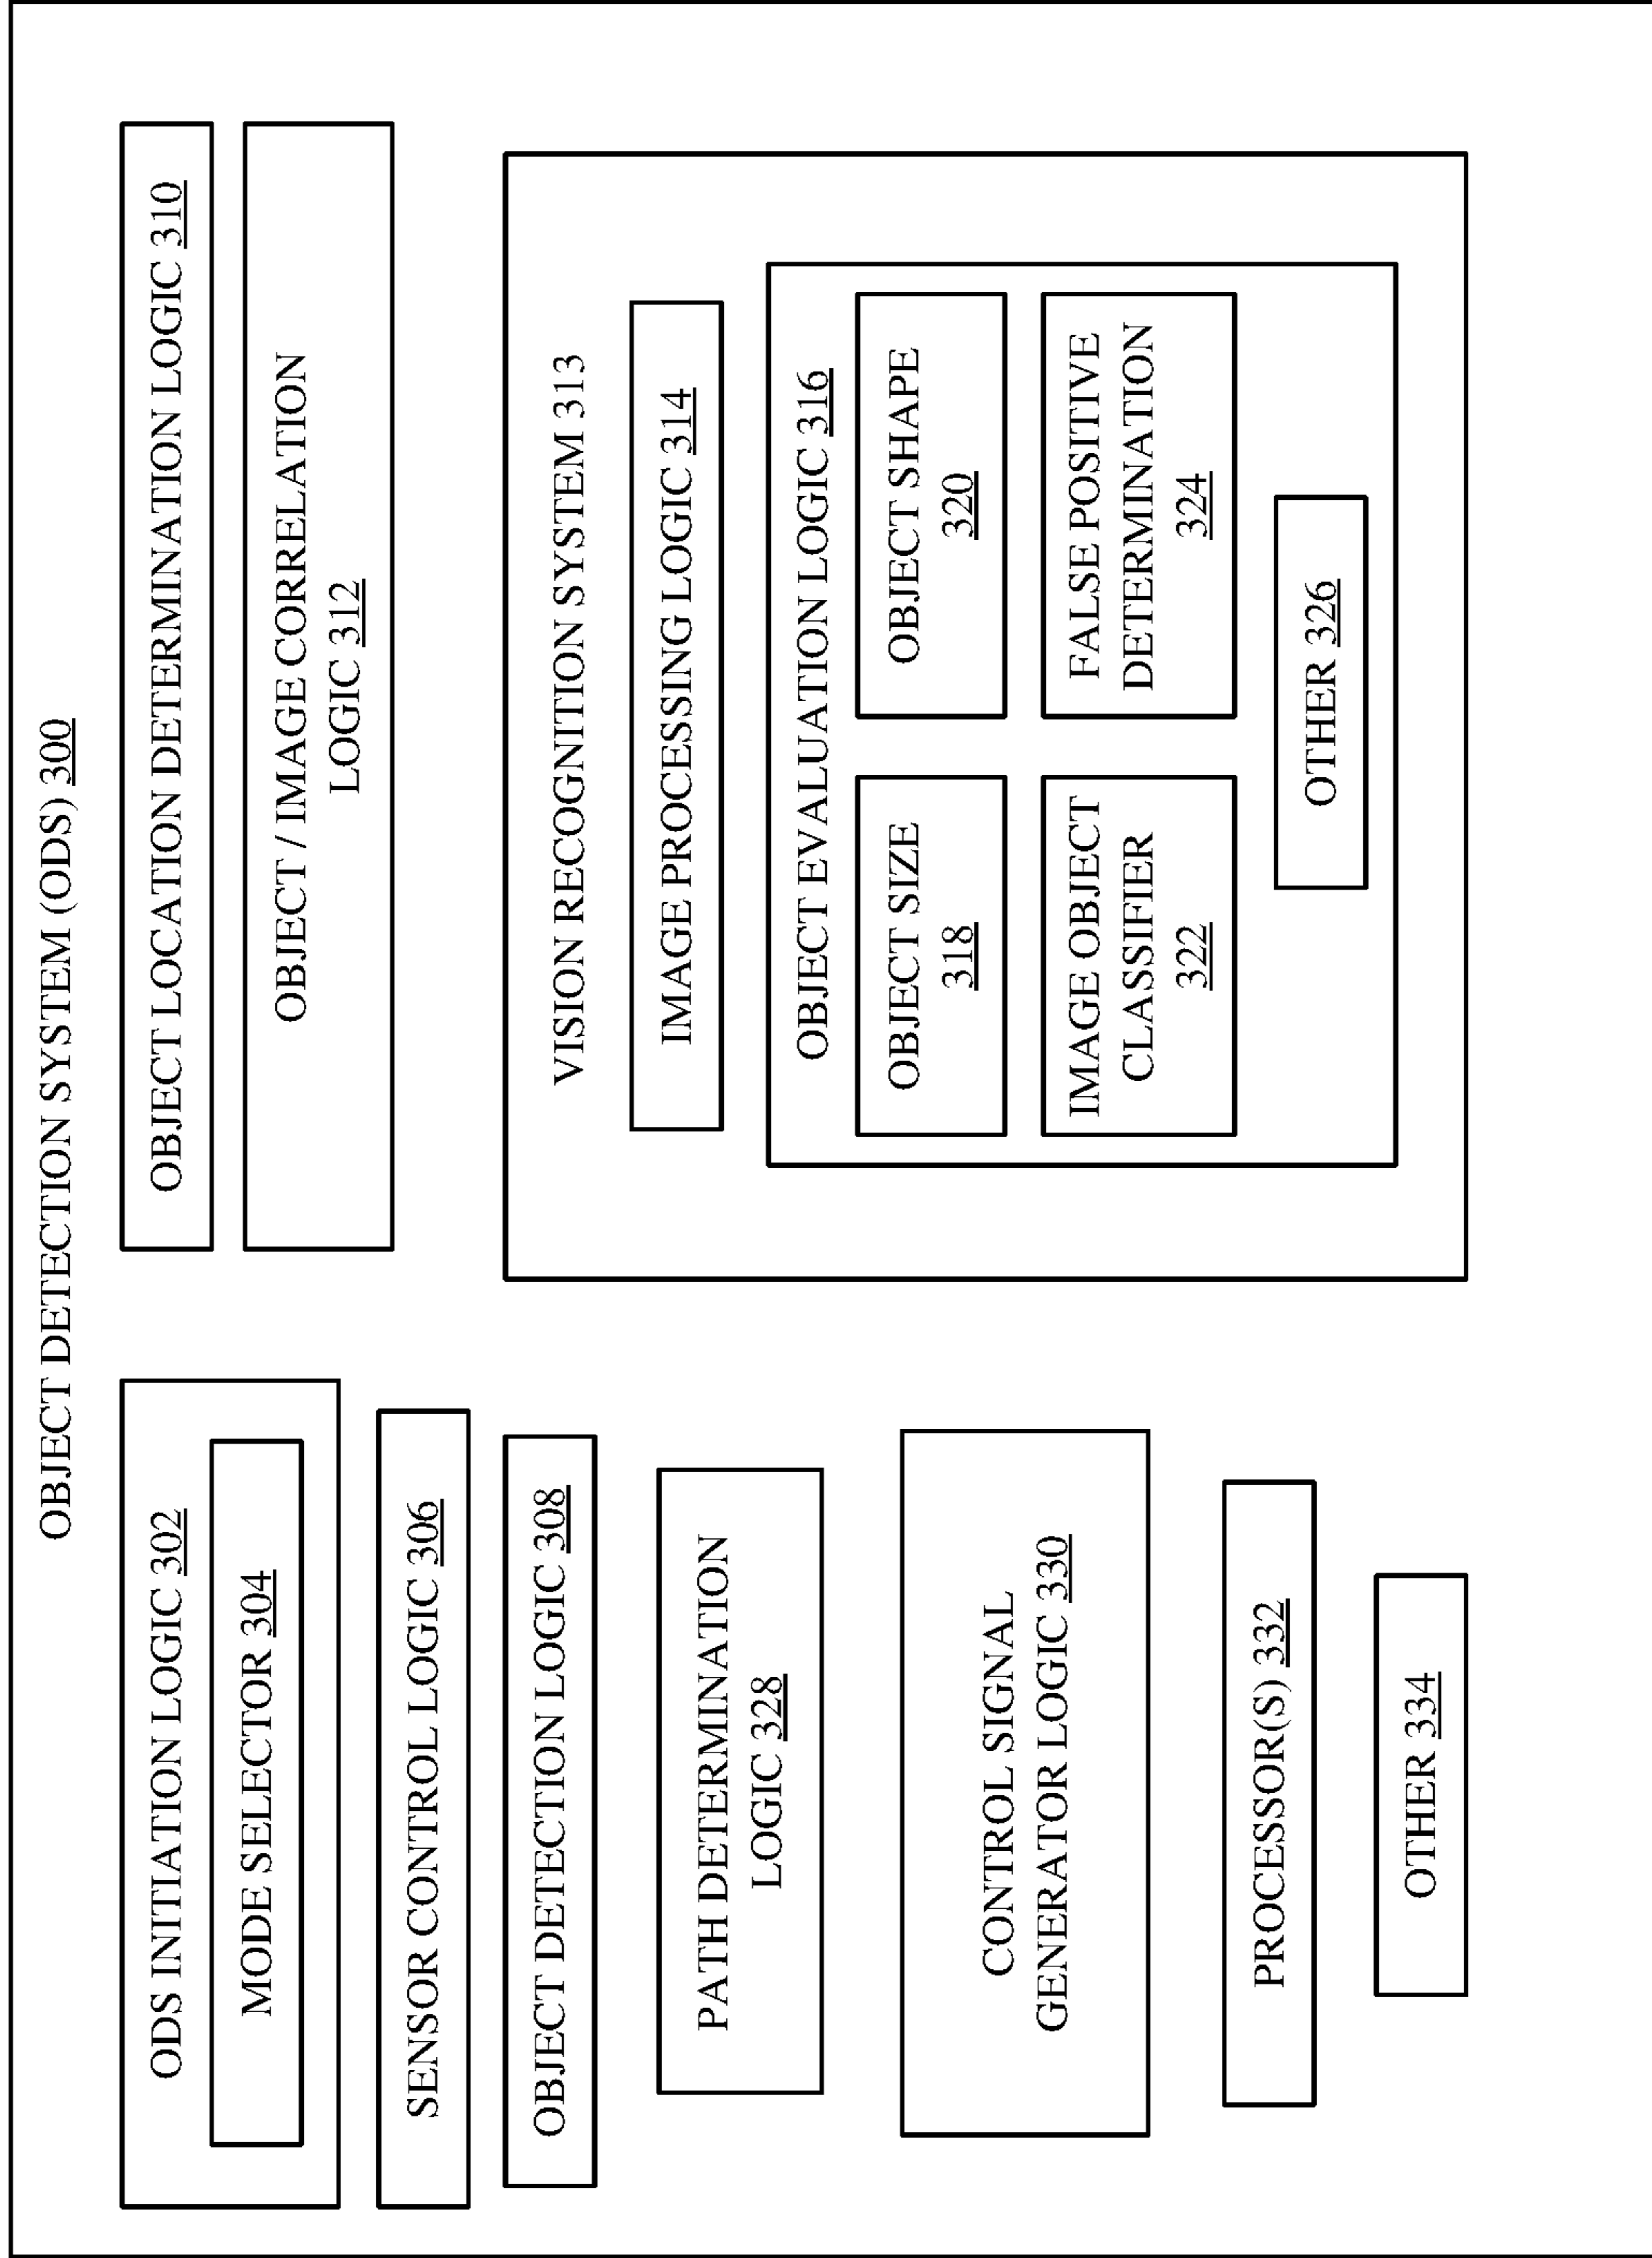 OBJECT DETECTION SYSTEM (ODS) 300
ODS INITIATION LOGIC 302
MODE SELECTOR 304
SENSOR CONTROL LOGIC 306
OBJECT DETECTION LOGIC 308
PATH DETERMINATION
LOGIC 328
CONTROL SIGNAL
GENERATOR LOGIC 330
PROCESSOR(S) 332
OTHER 334
OBJECT LOCATION DETERMINATION LOGIC 310
OBJECT / IMAGE CORRELATION
LOGIC 312
VISION RECOGNITION SYSTEM 313
IMAGE PROCESSING LOGIC 314
OBJECT EVALUATION LOGIC 316
OBJECT SIZE
318
OBJECT SHAPE
320
IMAGE OBJECT
CLASSIFIER
322
FALSE POSITIVE
DETERMINATION
324
OTHER 326